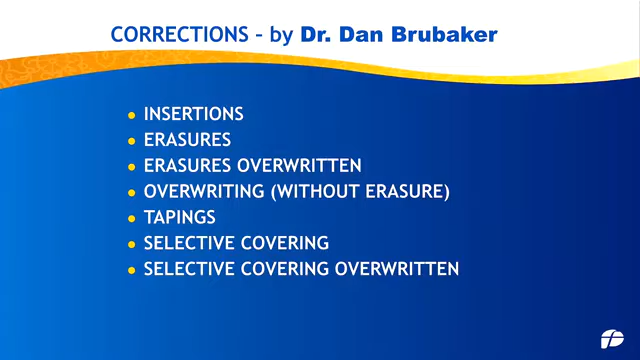 CORRECTIONS - by Dr. Dan Brubaker
• INSERTIONS
• ERASURES
• ERASURES OVERWRITTEN
• OVERWRITING (WITHOUT ERASURE)
• TAPINGS
• SELECTIVE COVERING
• SELECTIVE COVERING OVERWRITTEN